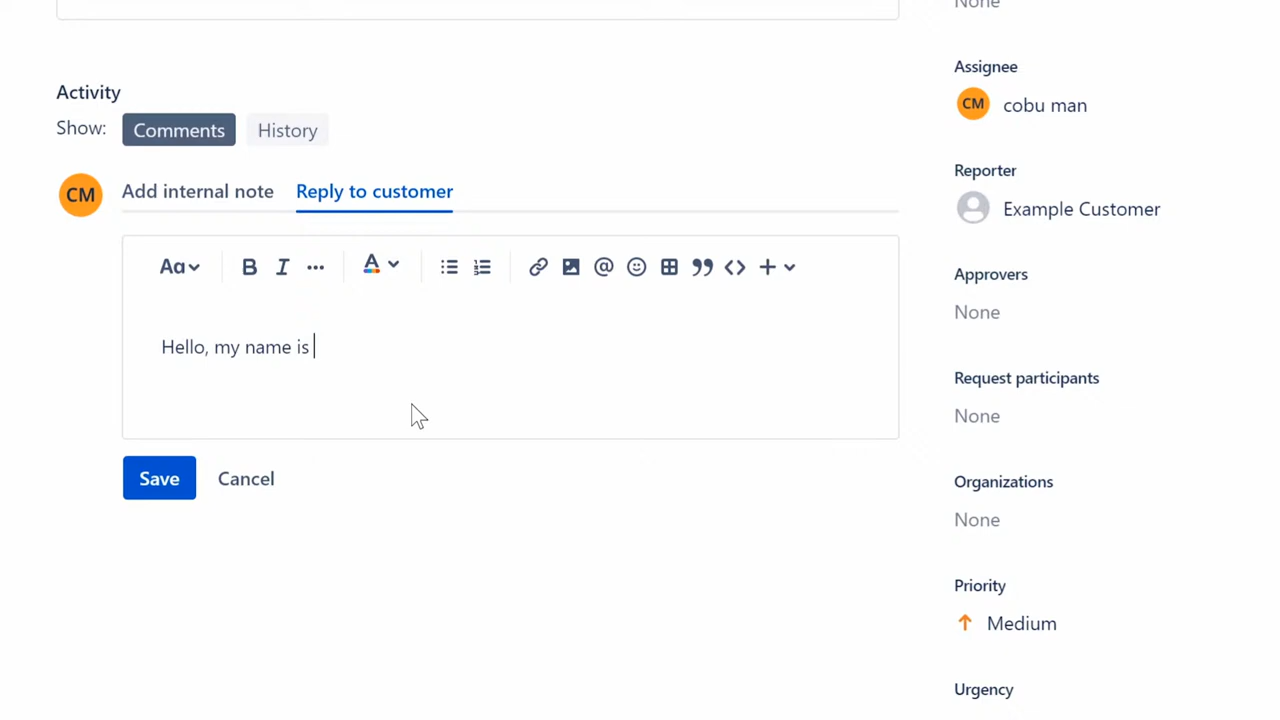 None
Assignee
CM cobu man
Activity
Show: Comments History
Reporter
CM Add internal note Reply to customer
Example Customer
Aa B I ... A @ +
Approvers
None
Hello, my name is
Request participants
None
Save Cancel
Organizations
None
Priority
Medium
Urgency